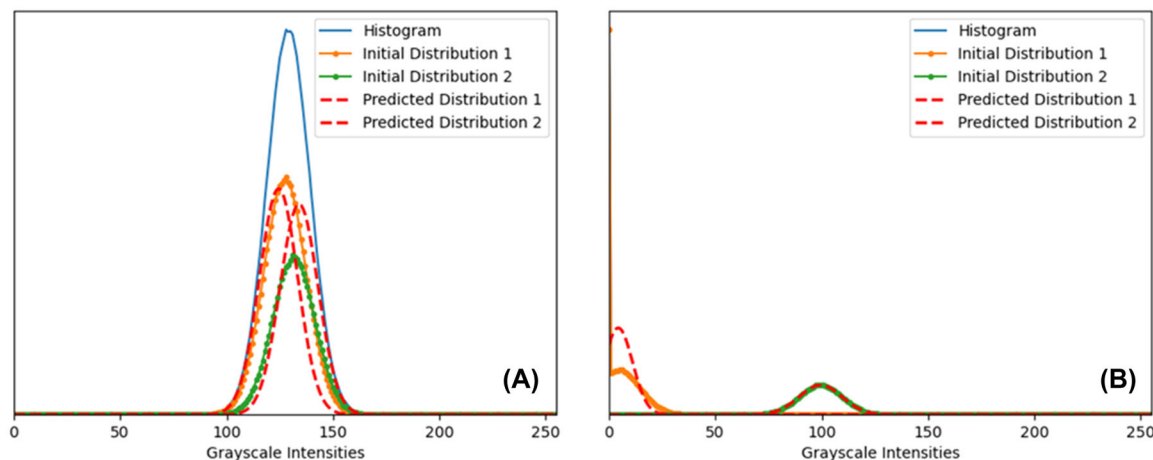 Histogram
Initial Distribution 1
Initial Distribution 2
Predicted Distribution 1
Predicted Distribution 2
(A)
0 50 100 150 200 250
Grayscale Intensities
Histogram
Initial Distribution 1
Initial Distribution 2
Predicted Distribution 1
Predicted Distribution 2
(B)
0 50 100 150 200 250
Grayscale Intensities